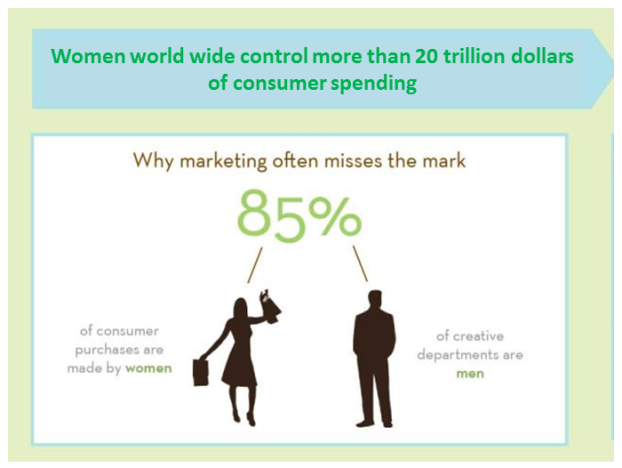 Women world wide control more than 20 trillion dollars
of consumer spending
Why marketing often misses the mark
85%
of consumer
purchases are
made by women
of creative
departments are
men